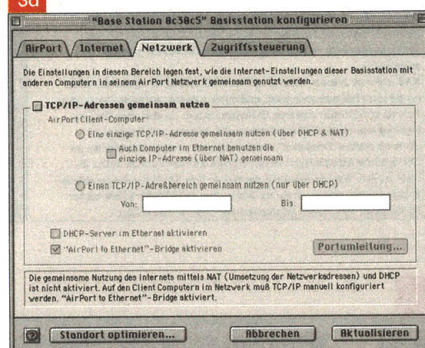 3d
"Base Station 8c38c5" Basisstation konfigurieren
AirPort Internet Netzwerk Zugriffssteuerung
Die Einstellungen in diesem Bereich legen fest, wie die Internet-Einstellungen dieser Basisstation mit
anderen Computern in seinem AirPort Netzwerk gemeinsam genutzt werden.
TCP/IP-Adressen gemeinsam nutzen
AirPort Client-Computer
Eine einzige TCP/IP-Adresse gemeinsam nutzen (über DHCP & NAT)
Auch Computer im Ethernet benutzen die
einzige IP-Adresse (über NAT) gemeinsam
Einen TCP/IP-Adreßbereich gemeinsam nutzen (nur über DHCP)
Von: Bis
DHCP-Server im Ethernet aktivieren
"AirPort to Ethernet"-Bridge aktivieren
Portumleitung...
Die gemeinsame Nutzung des Internets mittels NAT (Umsetzung der Netzwerkadressen) und DHCP
ist nicht aktiviert. Auf den Client Computern im Netzwerk muß TCP/IP manuell konfiguriert
werden. "AirPort to Ethernet"-Bridge aktiviert.
? Standort optimieren... Abbrechen Aktualisieren